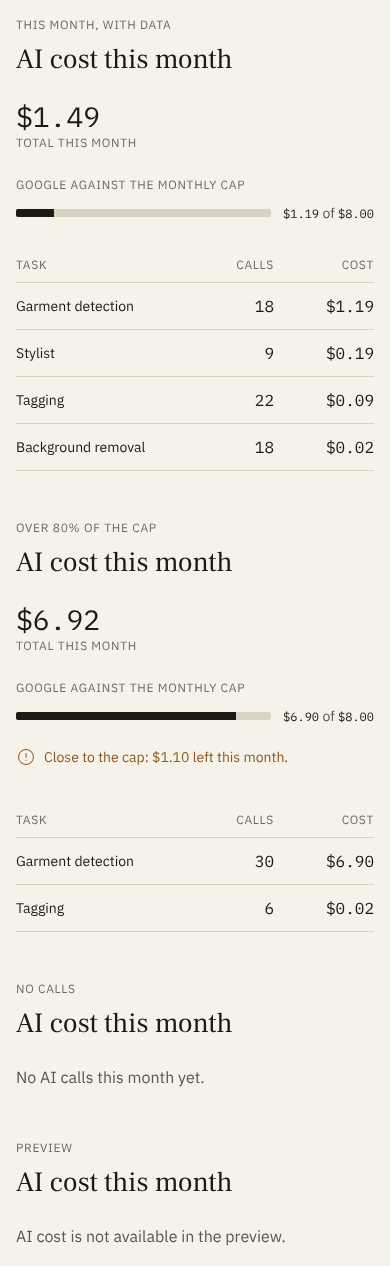 THIS MONTH, WITH DATA
AI cost this month
$1.49
TOTAL THIS MONTH
GOOGLE AGAINST THE MONTHLY CAP
$1.19 of $8.00
TASK CALLS COST
Garment detection 18 $1.19
Stylist 9 $0.19
Tagging 22 $0.09
Background removal 18 $0.02
OVER 80% OF THE CAP
AI cost this month
$6.92
TOTAL THIS MONTH
GOOGLE AGAINST THE MONTHLY CAP
$6.90 of $8.00
Close to the cap: $1.10 left this month.
TASK CALLS COST
Garment detection 30 $6.90
Tagging 6 $0.02
NO CALLS
AI cost this month
No AI calls this month yet.
PREVIEW
AI cost this month
AI cost is not available in the preview.